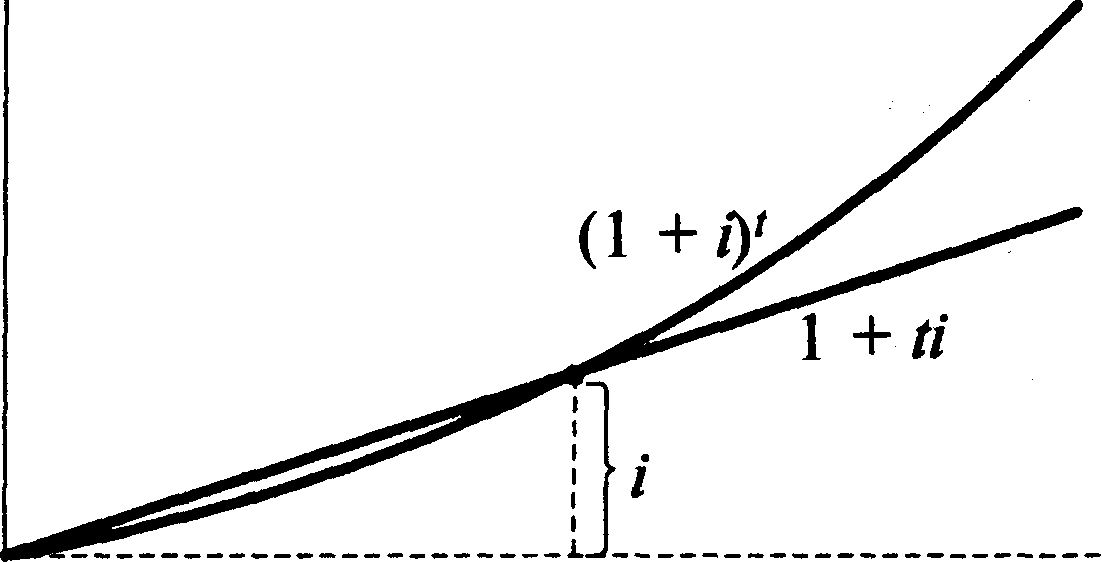 (1 + i)^t
1 + ti
i